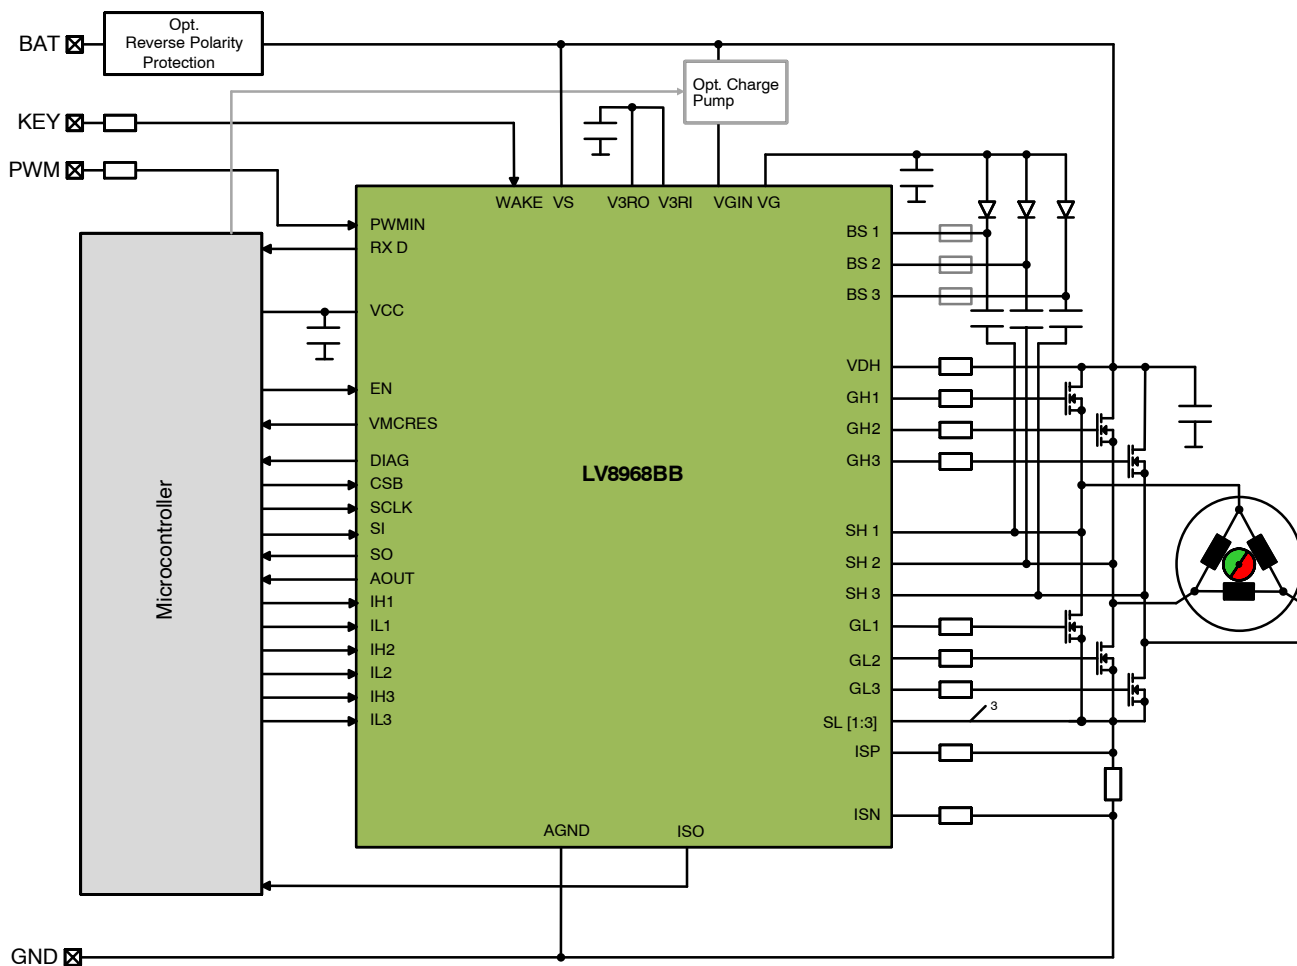 BAT
Opt.
Reverse Polarity
Protection
Opt. Charge
Pump
KEY
PWM
WAKE VS V3RO V3RI VGIN VG
PWMIN
RX D
VCC
EN
VMCRES
DIAG
CSB
SCLK
SI
SO
AOUT
IH1
IL1
IH2
IL2
IH3
IL3
Microcontroller
LV8968BB
BS 1
BS 2
BS 3
VDH
GH1
GH2
GH3
SH 1
SH 2
SH 3
GL1
GL2
GL3
SL [1:3]
3
ISP
ISN
AGND
ISO
GND